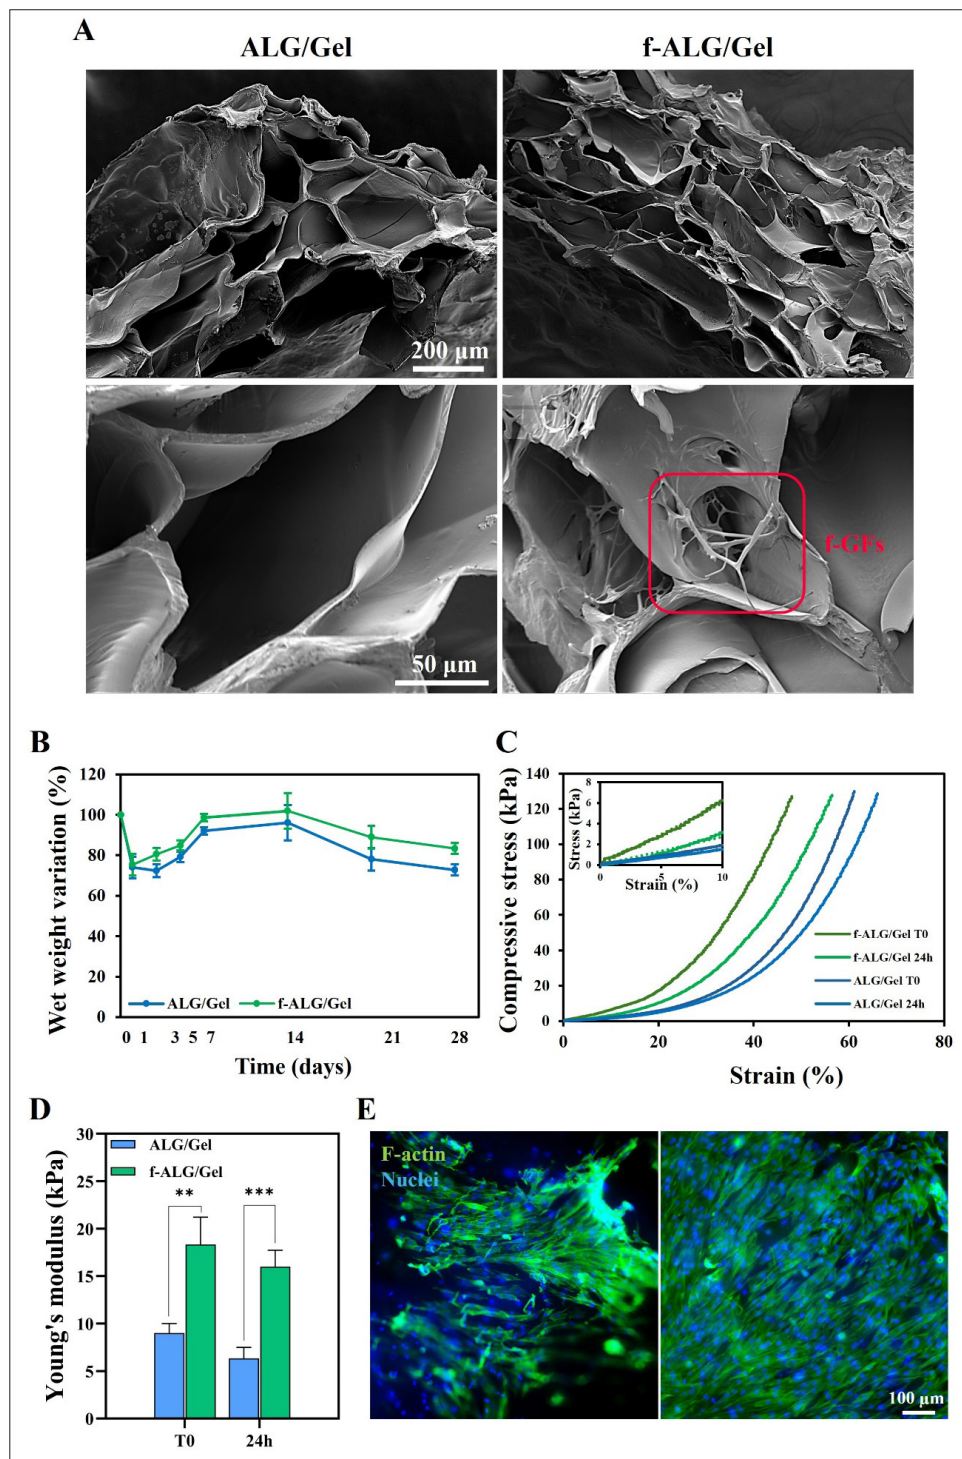 A
ALG/Gel
f-ALG/Gel
200 µm
f-GFs
50 µm
B
Wet weight variation (%)
120
100
80
60
40
20
0
ALG/Gel
f-ALG/Gel
0 1 3 5 7 14 21 28
Time (days)
C
Compressive stress (kPa)
140
120
100
80
60
40
20
0
Stress (kPa)
8
6
4
2
0
0 5 10
Strain (%)
f-ALG/Gel T0
f-ALG/Gel 24h
ALG/Gel T0
ALG/Gel 24h
0 20 40 60 80
Strain (%)
D
Young's modulus (kPa)
30
25
20
15
10
5
0
ALG/Gel
f-ALG/Gel
** ***
T0 24h
E
F-actin
Nuclei
100 µm